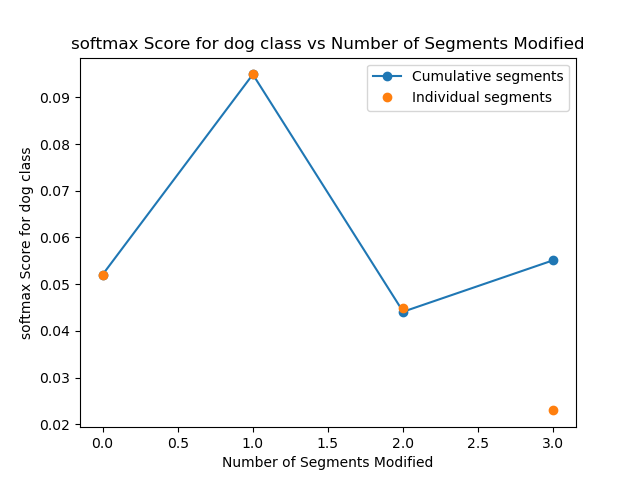 softmax Score for dog class vs Number of Segments Modified
Cumulative segments
Individual segments
softmax Score for dog class
0.09
0.08
0.07
0.06
0.05
0.04
0.03
0.02
0.0 0.5 1.0 1.5 2.0 2.5 3.0
Number of Segments Modified